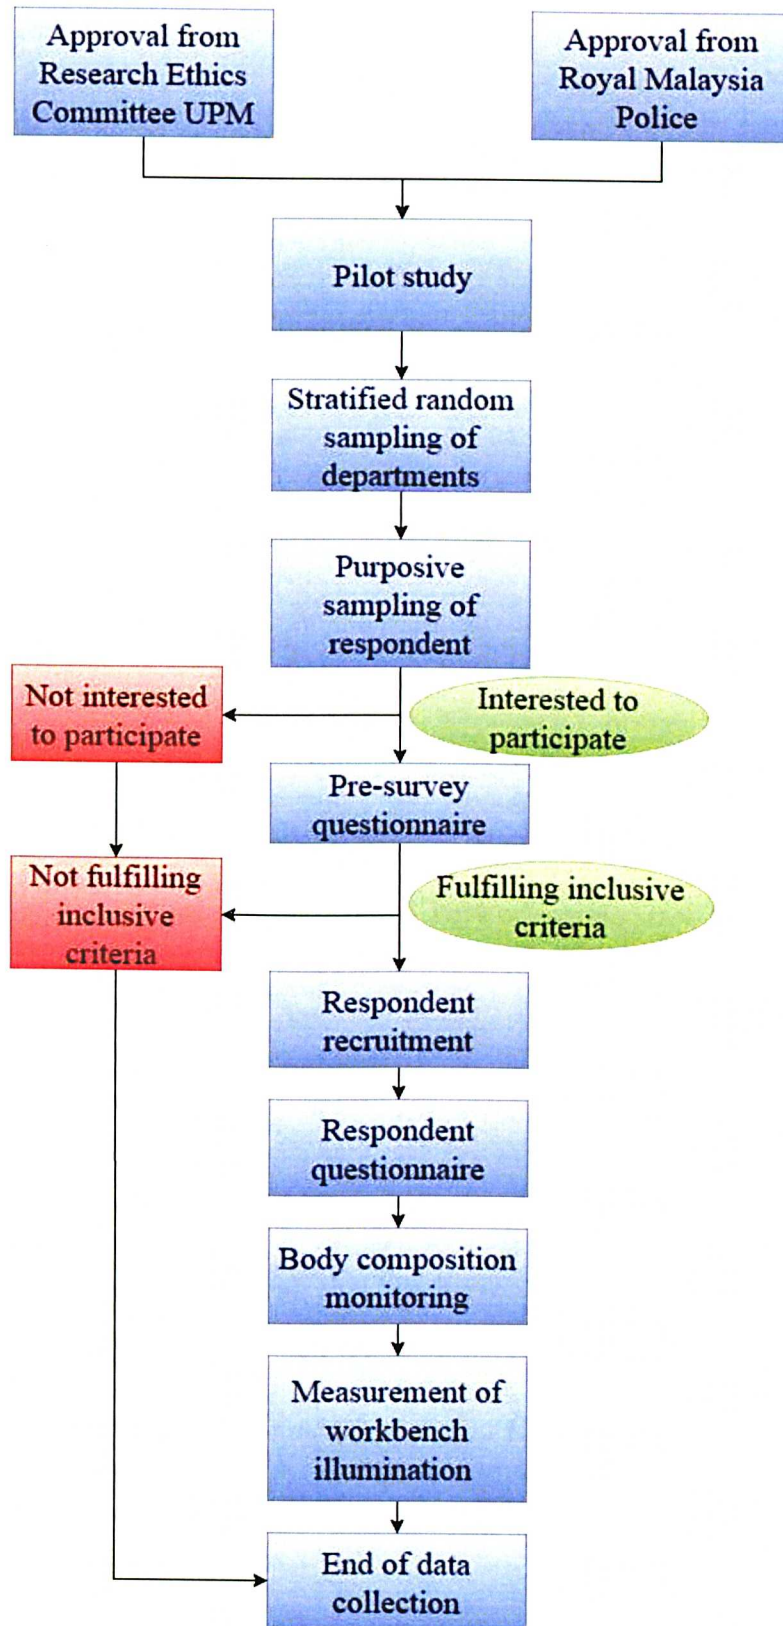 Approval from
Research Ethics
Committee UPM
Approval from
Royal Malaysia
Police
Pilot study
Stratified random
sampling of
departments
Purposive
sampling of
respondent
Not interested
to participate
Interested to
participate
Pre-survey
questionnaire
Not fulfilling
inclusive
criteria
Fulfilling inclusive
criteria
Respondent
recruitment
Respondent
questionnaire
Body composition
monitoring
Measurement of
workbench
illumination
End of data
collection